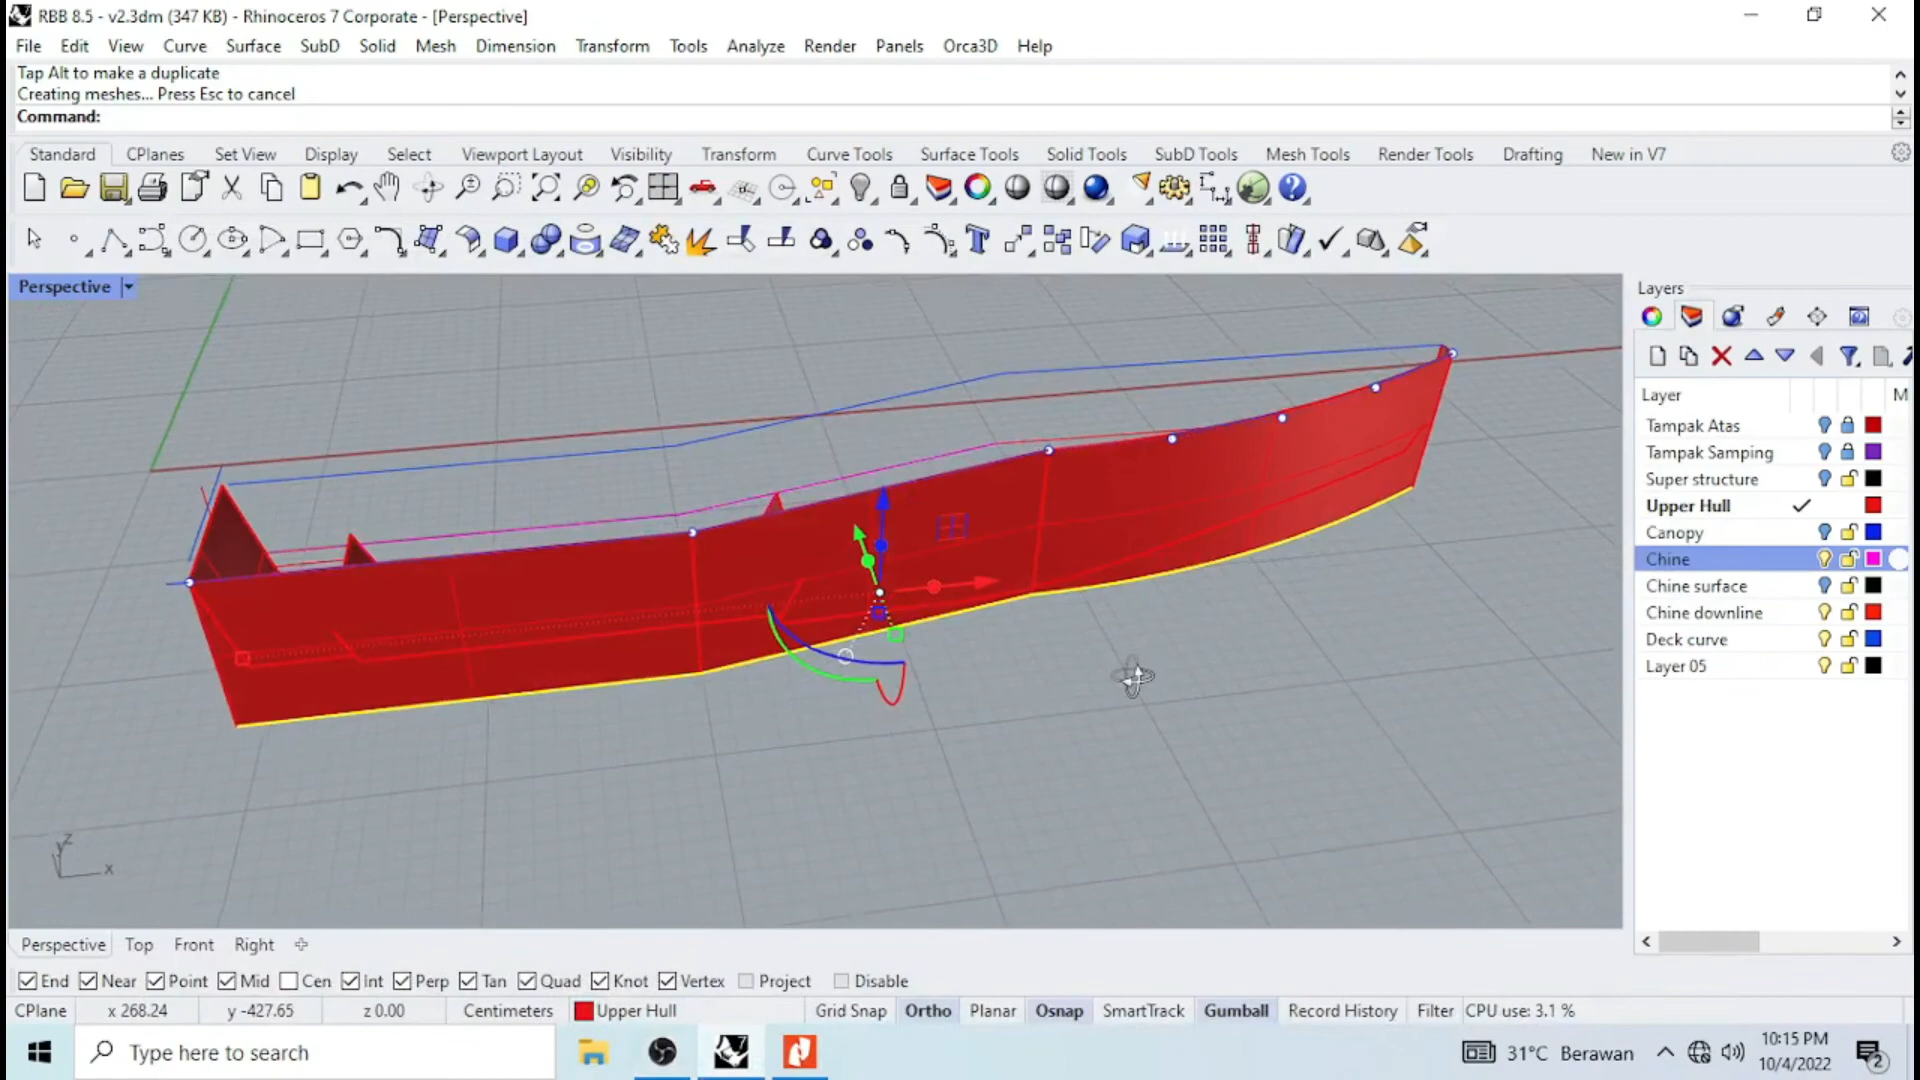 RBB 8.5 - v2.3dm (347 KB) - Rhinoceros 7 Corporate - [Perspective]
File Edit View Curve Surface SubD Solid Mesh Dimension Transform Tools Analyze Render Panels Orca3D Help
Tap Alt to make a duplicate
Creating meshes... Press Esc to cancel
Command:
Standard CPlanes Set View Display Select Viewport Layout Visibility Transform Curve Tools Surface Tools Solid Tools SubD Tools Mesh Tools Render Tools Drafting New in V7
Perspective
Layers
Layer M
Tampak Atas
Tampak Samping
Super structure
Upper Hull
Canopy
Chine
Chine surface
Chine downline
Deck curve
Layer 05
z
y
x
Perspective Top Front Right
End Near Point Mid Cen Int Perp Tan Quad Knot Vertex Project Disable
CPlane x 268.24 y -427.65 z 0.00 Centimeters Upper Hull Grid Snap Ortho Planar Osnap SmartTrack Gumball Record History Filter CPU use: 3.1 %
Type here to search
31°C Berawan
10:15 PM
10/4/2022
2